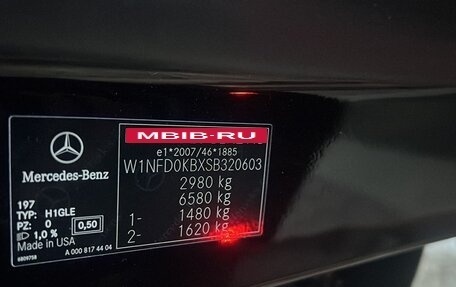 MBIB-RU
e1*2007/46*1885
W1NFD0KBXSB320603
2980 kg
6580 kg
1- 1480 kg
2- 1620 kg
Mercedes-Benz
197
TYP: H1GLE
PZ: 0 0,50
1,0 %
Made in USA A 000 817 44 04
6809758